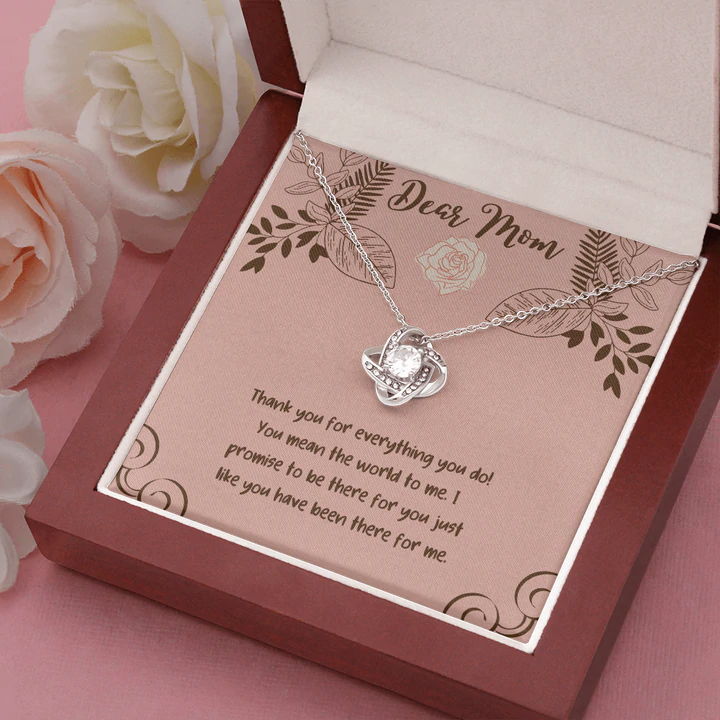 Dear Mom
Thank you for everything you do!
You mean the world to me. I
promise to be there for you just
like you have been there for me.